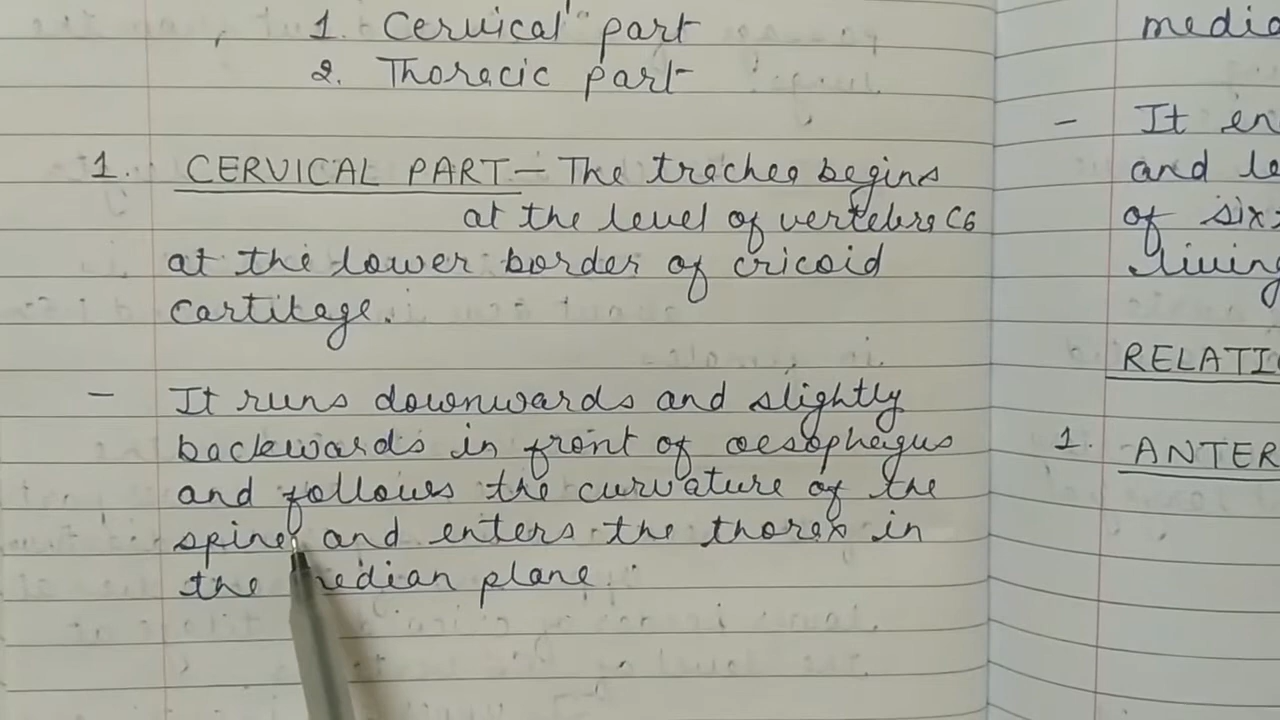 1. Cervical part
2. Thoracic part
1. CERVICAL PART - The trachea begins
at the level of vertebra C6
at the lower border of cricoid
cartilage.
- It runs downwards and slightly
backwards in front of oesophagus
and follows the curvature of the
spine and enters the thorax in
the median plane.
- It
and
of six
living
RELATI
1. ANTER